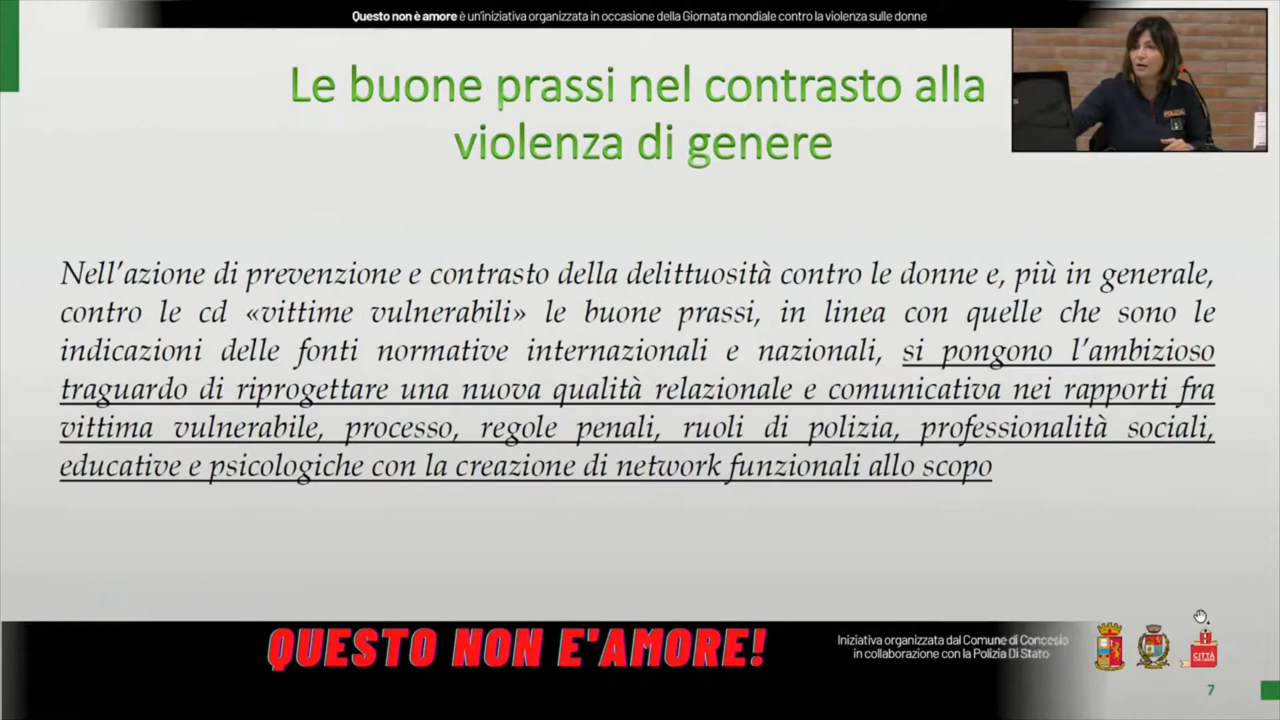 Questo non è amore è un'iniziativa organizzata in occasione della Giornata mondiale contro la violenza sulle donne
Le buone prassi nel contrasto alla
violenza di genere
POLIZIA
Nell'azione di prevenzione e contrasto della delittuosità contro le donne e, più in generale,
contro le cd «vittime vulnerabili» le buone prassi, in linea con quelle che sono le
indicazioni delle fonti normative internazionali e nazionali, si pongono l'ambizioso
traguardo di riprogettare una nuova qualità relazionale e comunicativa nei rapporti fra
vittima vulnerabile, processo, regole penali, ruoli di polizia, professionalità sociali,
educative e psicologiche con la creazione di network funzionali allo scopo
QUESTO NON E'AMORE!
Iniziativa organizzata dal Comune di Concesio
in collaborazione con la Polizia Di Stato
CITTÀ
7